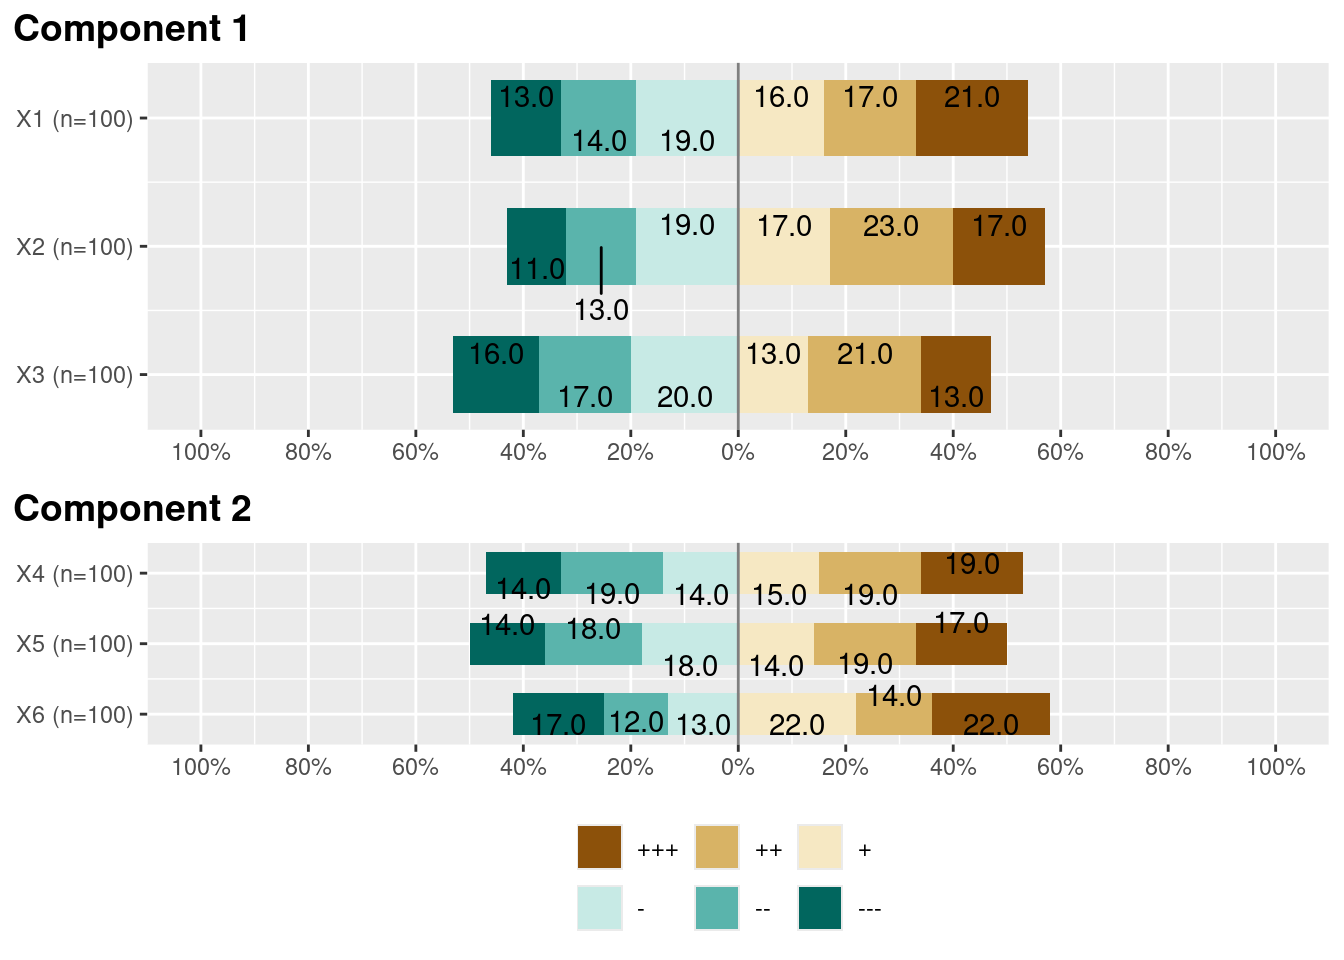 Component 1
X1 (n=100)
13.0 14.0 19.0 16.0 17.0 21.0
X2 (n=100)
11.0 13.0 19.0 17.0 23.0 17.0
X3 (n=100)
16.0 17.0 20.0 13.0 21.0 13.0
100% 80% 60% 40% 20% 0% 20% 40% 60% 80% 100%
Component 2
X4 (n=100)
14.0 19.0 14.0 15.0 19.0 19.0
X5 (n=100)
14.0 18.0 18.0 14.0 19.0 17.0
X6 (n=100)
17.0 12.0 13.0 22.0 14.0 22.0
100% 80% 60% 40% 20% 0% 20% 40% 60% 80% 100%
+++ ++ +
- -- ---